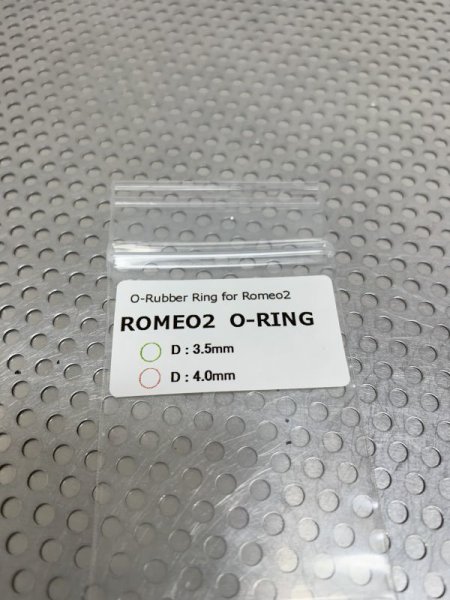 O-Rubber Ring for Romeo2
ROMEO2 O-RING
D : 3.5mm
D : 4.0mm